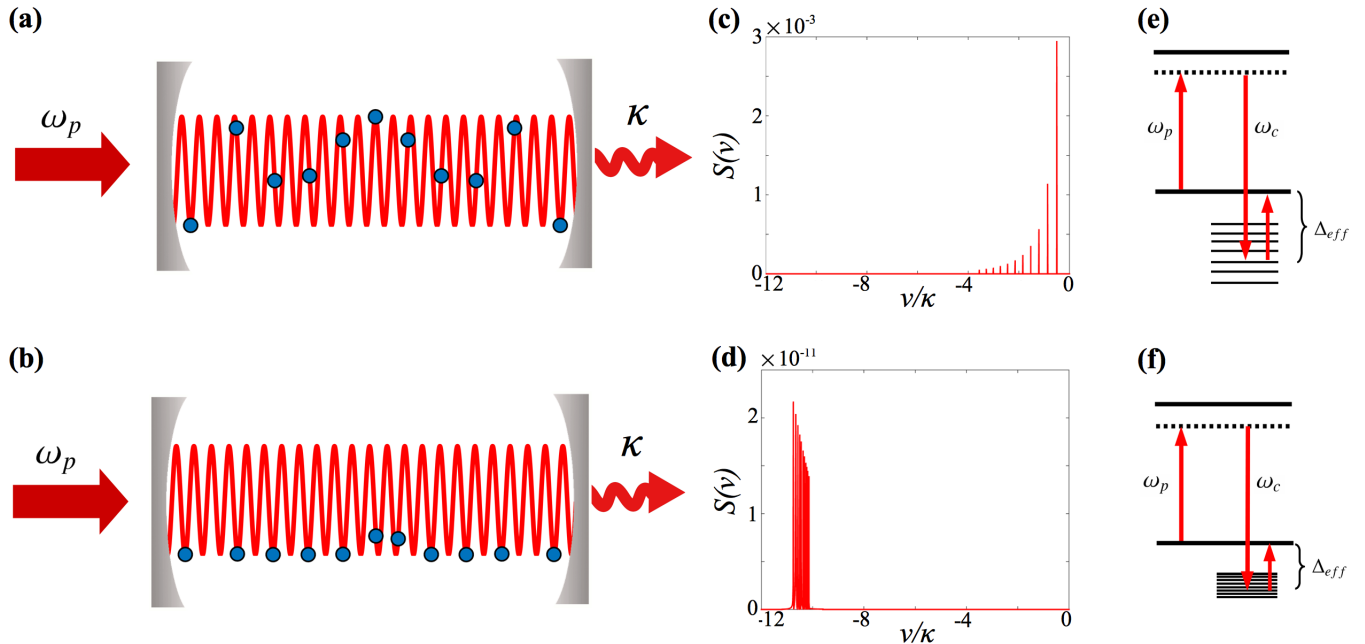 (a)
ω_p
κ
(c)
×10^-3
S(ν)
3
2
1
0
-12
-8
-4
0
ν/κ
(e)
ω_p
ω_c
Δ_eff
(b)
ω_p
κ
(d)
×10^-11
S(ν)
2
1
0
-12
-8
-4
0
ν/κ
(f)
ω_p
ω_c
Δ_eff